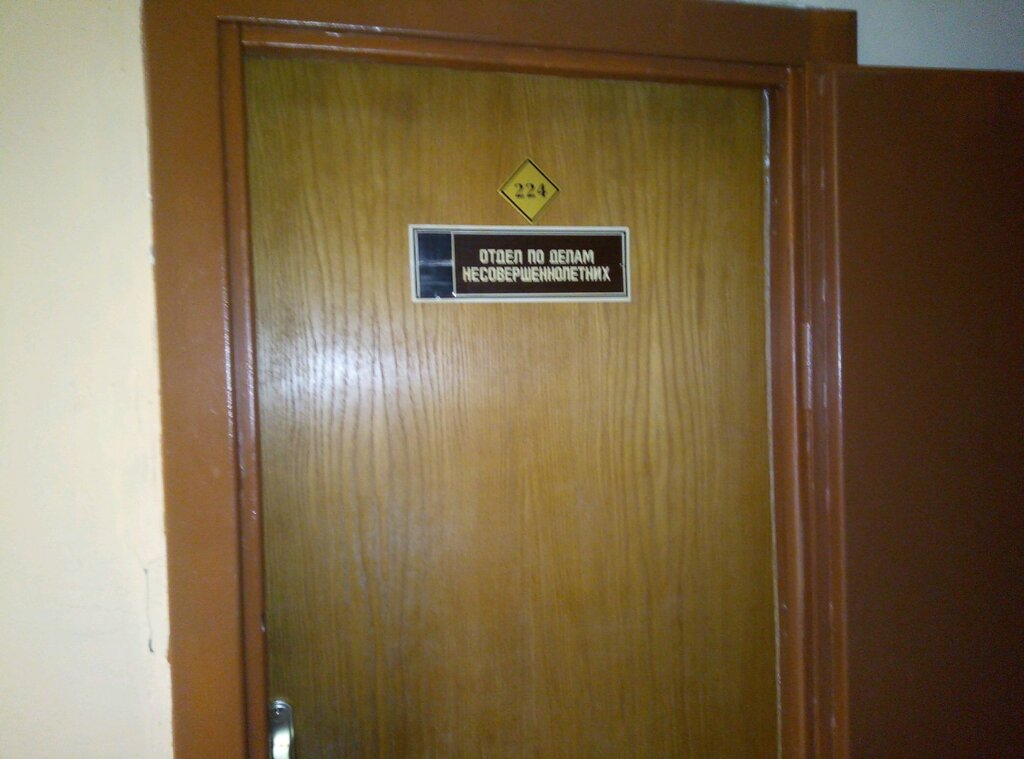 224
ОТДЕЛ ПО ДЕЛАМ
НЕСОВЕРШЕННОЛЕТНИХ